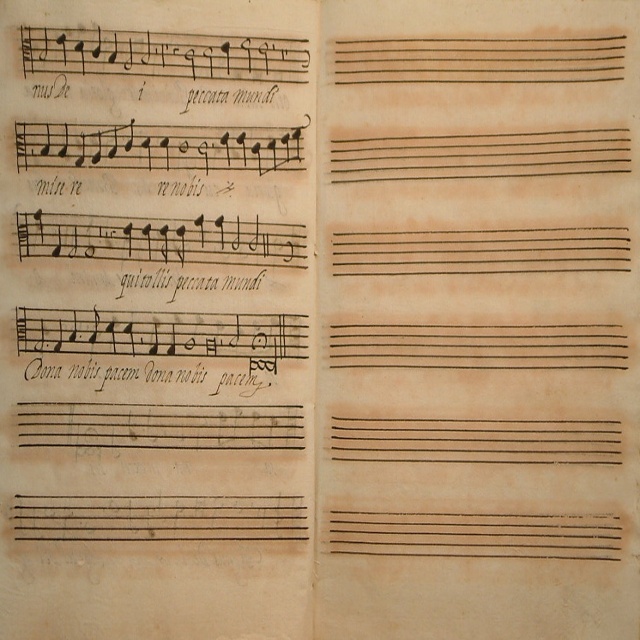 nus De i peccata mundi
mise re re nobis
qui tollis peccata mundi
Dona nobis pacem Dona nobis pacem.